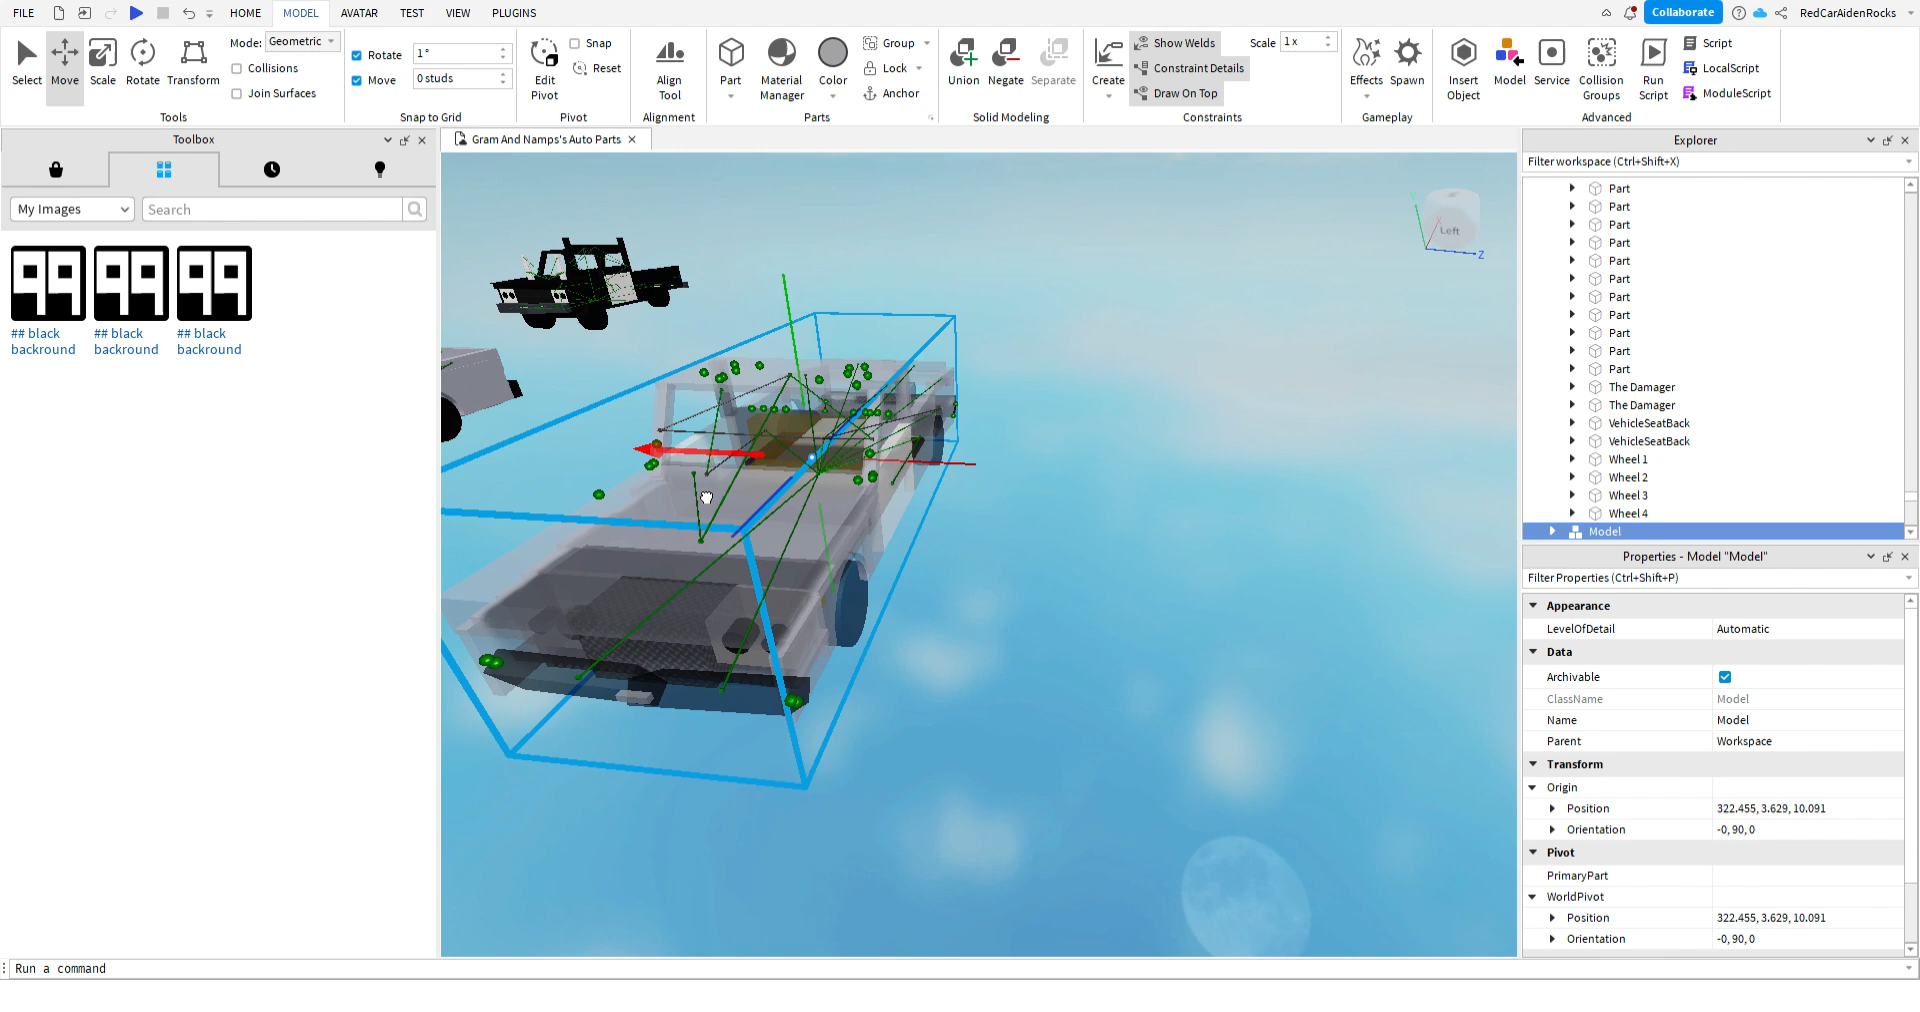 FILE HOME MODEL AVATAR TEST VIEW PLUGINS Collaborate RedCarAidenRocks
Select Move Scale Rotate Transform
Mode: Geometric
Collisions
Join Surfaces
Tools
Rotate 1°
Move 0 studs
Snap to Grid
Edit Pivot
Snap
Reset
Pivot
Align Tool
Alignment
Part
Material Manager
Color
Group
Lock
Anchor
Parts
Union Negate Separate
Solid Modeling
Create
Show Welds
Constraint Details
Draw On Top
Scale 1 x
Constraints
Effects Spawn
Gameplay
Insert Object
Model
Service
Collision Groups
Run Script
Script
LocalScript
ModuleScript
Advanced
Toolbox
My Images Search
## black backround
## black backround
## black backround
Gram And Namps's Auto Parts
Left
Z
Explorer
Filter workspace (Ctrl+Shift+X)
Part
Part
Part
Part
Part
Part
Part
Part
Part
Part
Part
The Damager
The Damager
VehicleSeatBack
VehicleSeatBack
Wheel 1
Wheel 2
Wheel 3
Wheel 4
Model
Properties - Model "Model"
Filter Properties (Ctrl+Shift+P)
Appearance
LevelOfDetail Automatic
Data
Archivable
ClassName Model
Name Model
Parent Workspace
Transform
Origin
Position 322.455, 3.629, 10.091
Orientation -0, 90, 0
Pivot
PrimaryPart
WorldPivot
Position 322.455, 3.629, 10.091
Orientation -0, 90, 0
Run a command